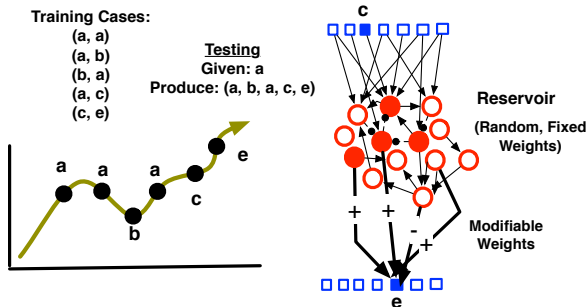 Training Cases:
(a, a)
(a, b)
(b, a)
(a, c)
(c, e)
Testing
Given: a
Produce: (a, b, a, c, e)
a
a
b
a
c
e
c
Reservoir
(Random, Fixed
Weights)
+
+
-
+
Modifiable
Weights
e